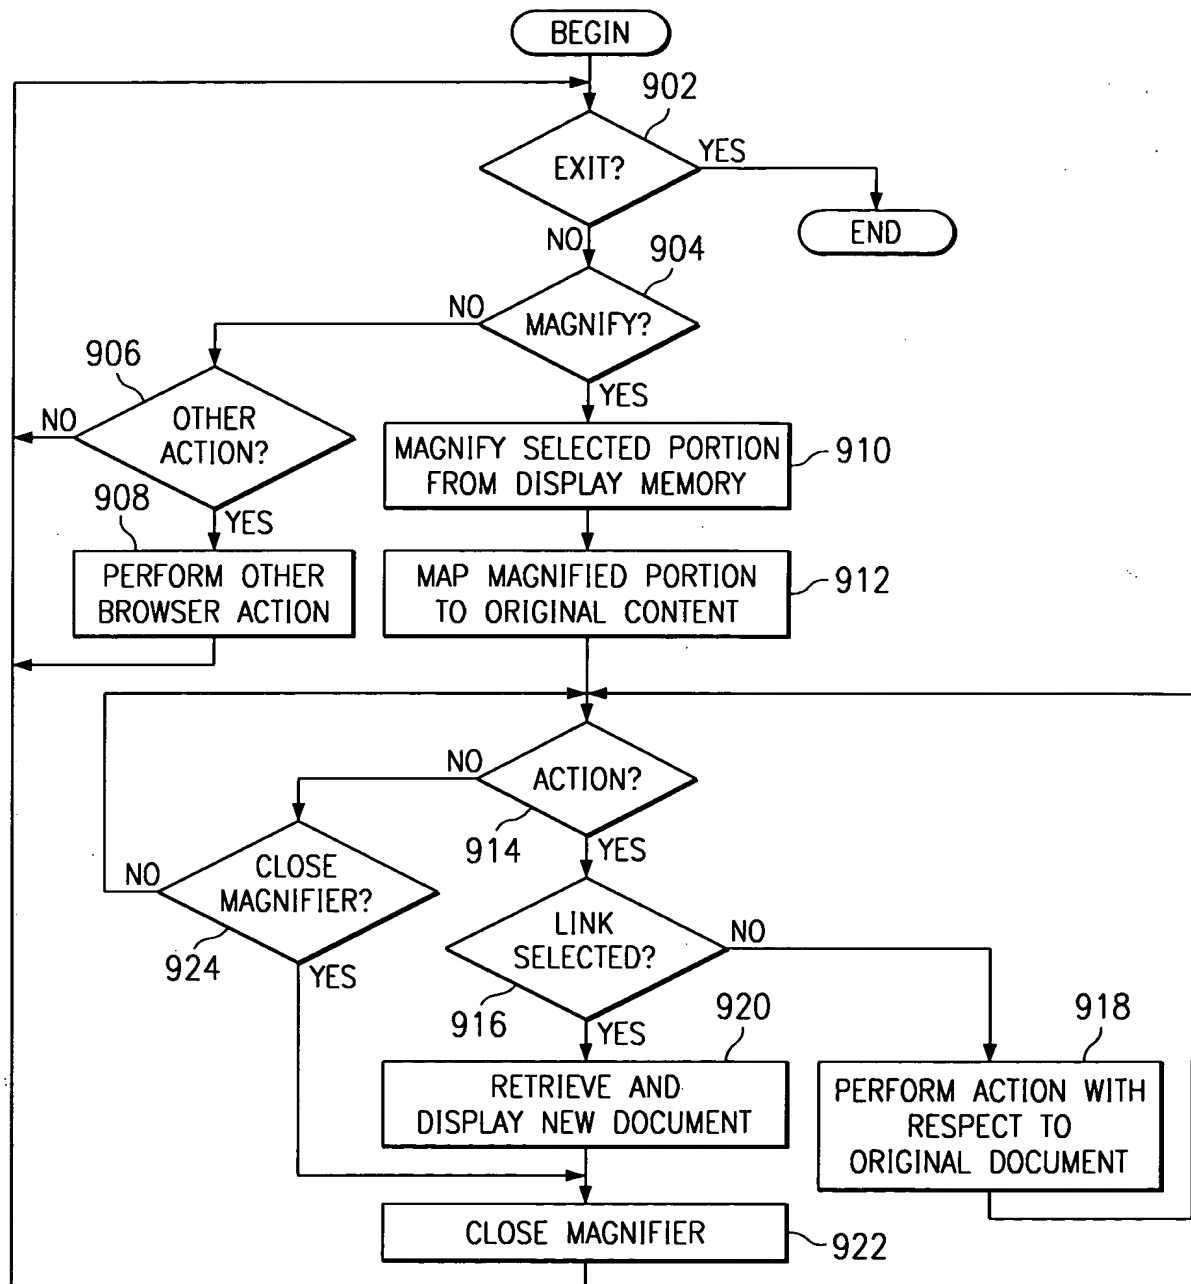 BEGIN
902
EXIT?
YES
END
NO
904
MAGNIFY?
NO
YES
906
OTHER
ACTION?
NO
YES
908
PERFORM OTHER
BROWSER ACTION
MAGNIFY SELECTED PORTION
FROM DISPLAY MEMORY
910
MAP MAGNIFIED PORTION
TO ORIGINAL CONTENT
912
ACTION?
NO
914
YES
CLOSE
MAGNIFIER?
NO
924
YES
LINK
SELECTED?
NO
916
YES
920
RETRIEVE AND
DISPLAY NEW DOCUMENT
918
PERFORM ACTION WITH
RESPECT TO
ORIGINAL DOCUMENT
CLOSE MAGNIFIER
922